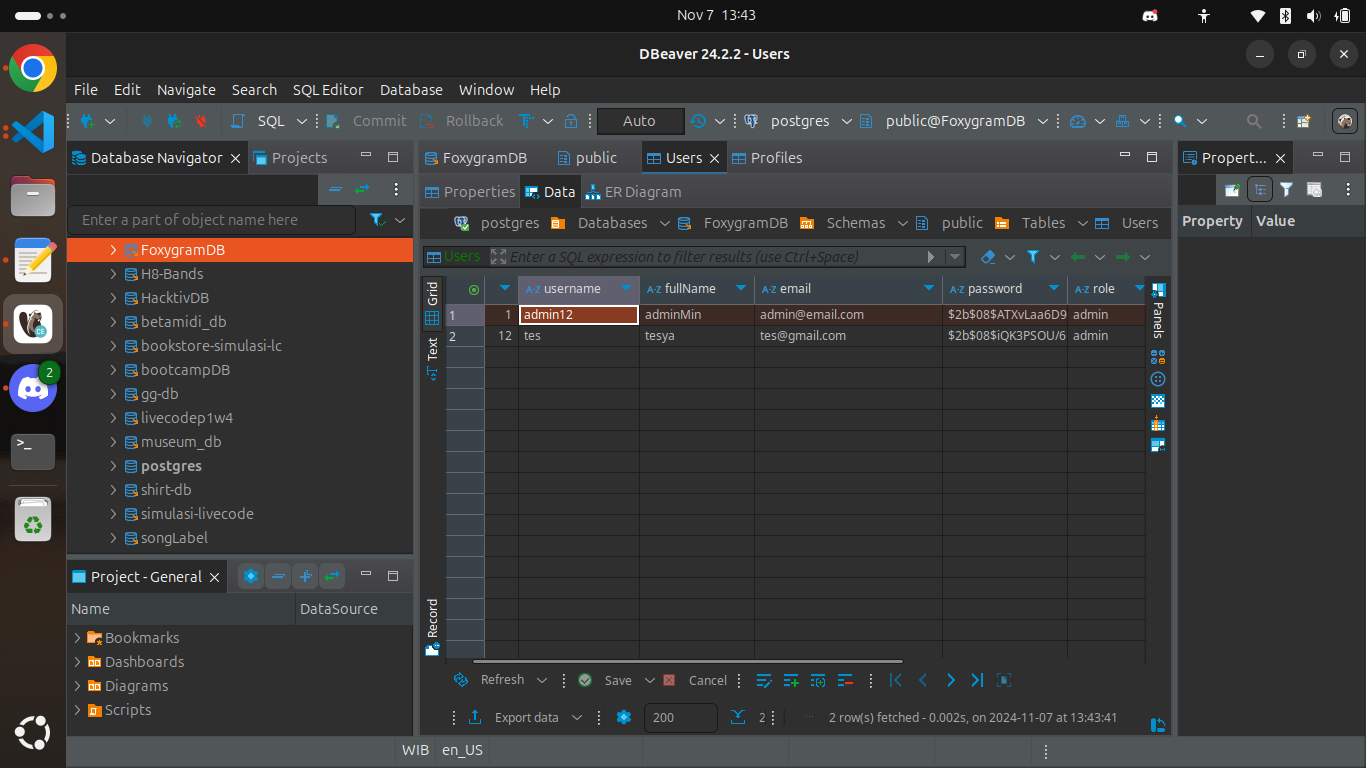 Nov 7 13:43
DBeaver 24.2.2 - Users
File Edit Navigate Search SQL Editor Database Window Help
SQL Commit Rollback Auto postgres public@FoxygramDB
Database Navigator Projects
Enter a part of object name here
FoxygramDB
H8-Bands
HacktivDB
betamidi_db
bookstore-simulasi-lc
bootcampDB
gg-db
livecodep1w4
museum_db
postgres
shirt-db
simulasi-livecode
songLabel
Project - General
Name DataSource
Bookmarks
Dashboards
Diagrams
Scripts
FoxygramDB public Users Profiles
Properties Data ER Diagram
postgres Databases FoxygramDB Schemas public Tables Users
Users Enter a SQL expression to filter results (use Ctrl+Space)
Grid
Text
Record
A-Z username A-Z fullName A-Z email A-Z password A-Z role
1 1 admin12 adminMin admin@email.com $2b$08$ATXvLaa6D9 admin
2 12 tes tesya tes@gmail.com $2b$08$iQK3PSOU/6 admin
Panels
Refresh Save Cancel
Export data 200 2 2 row(s) fetched - 0.002s, on 2024-11-07 at 13:43:41
Propert...
Property Value
2
CE
>_
WIB en_US